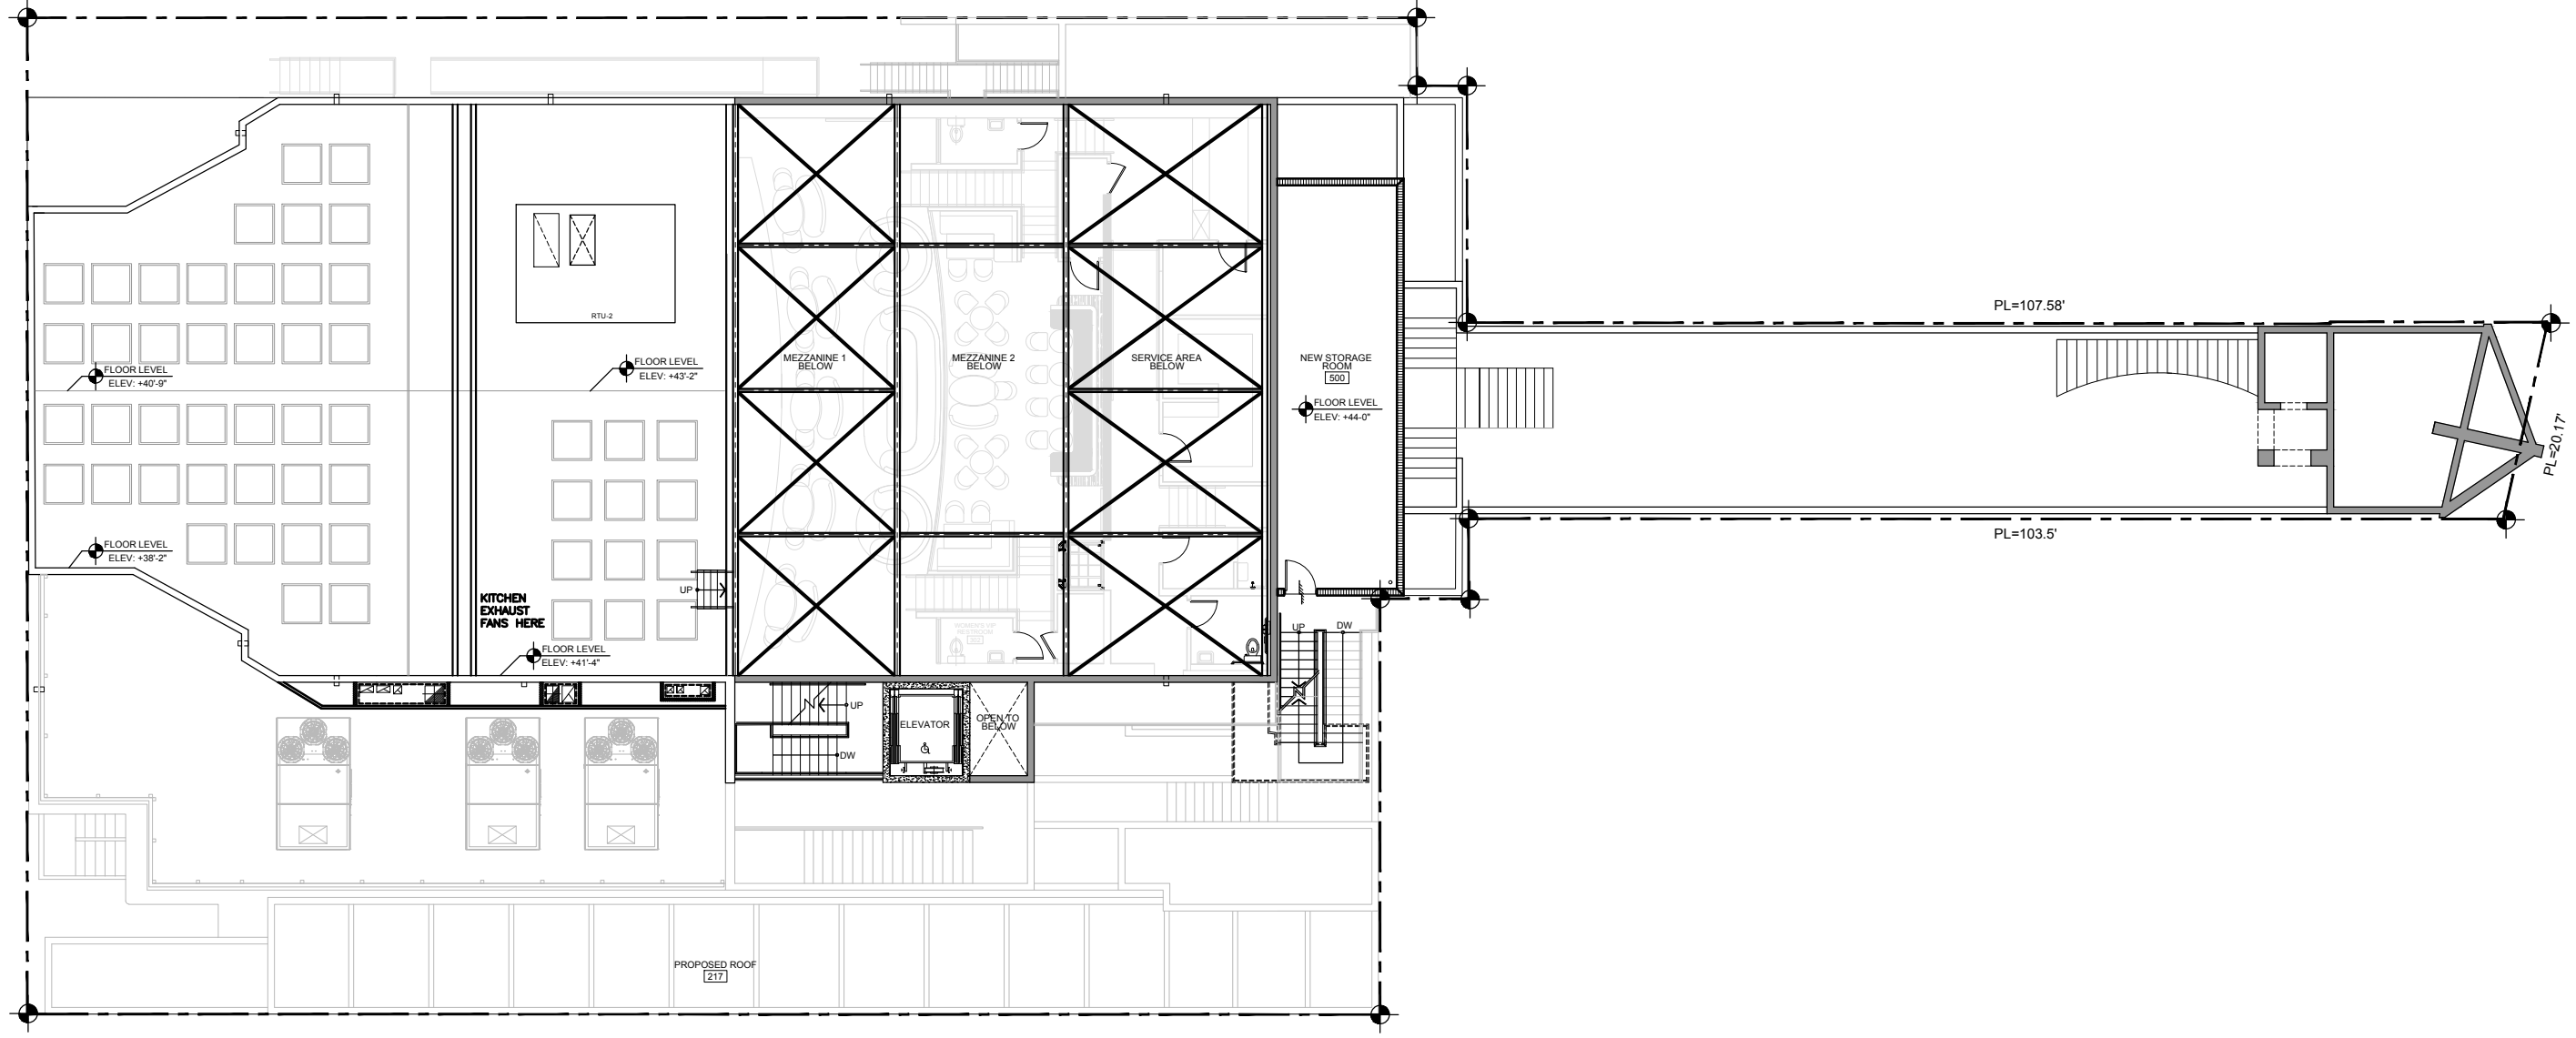 PL=107.58'
RTU-2
FLOOR LEVEL
ELEV: +43'-2"
MEZZANINE 1
BELOW
MEZZANINE 2
BELOW
SERVICE AREA
BELOW
NEW STORAGE
ROOM
500
FLOOR LEVEL
ELEV: +40'-9"
FLOOR LEVEL
ELEV: +44-0"
PL=20.17'
PL=103.5'
FLOOR LEVEL
ELEV: +38'-2"
UP
KITCHEN
EXHAUST
FANS HERE
WOMEN'S VIP
RESTROOM
UP
DW
FLOOR LEVEL
ELEV: +41'-4"
UP
ELEVATOR
OPEN TO
BELOW
DW
PROPOSED ROOF
217